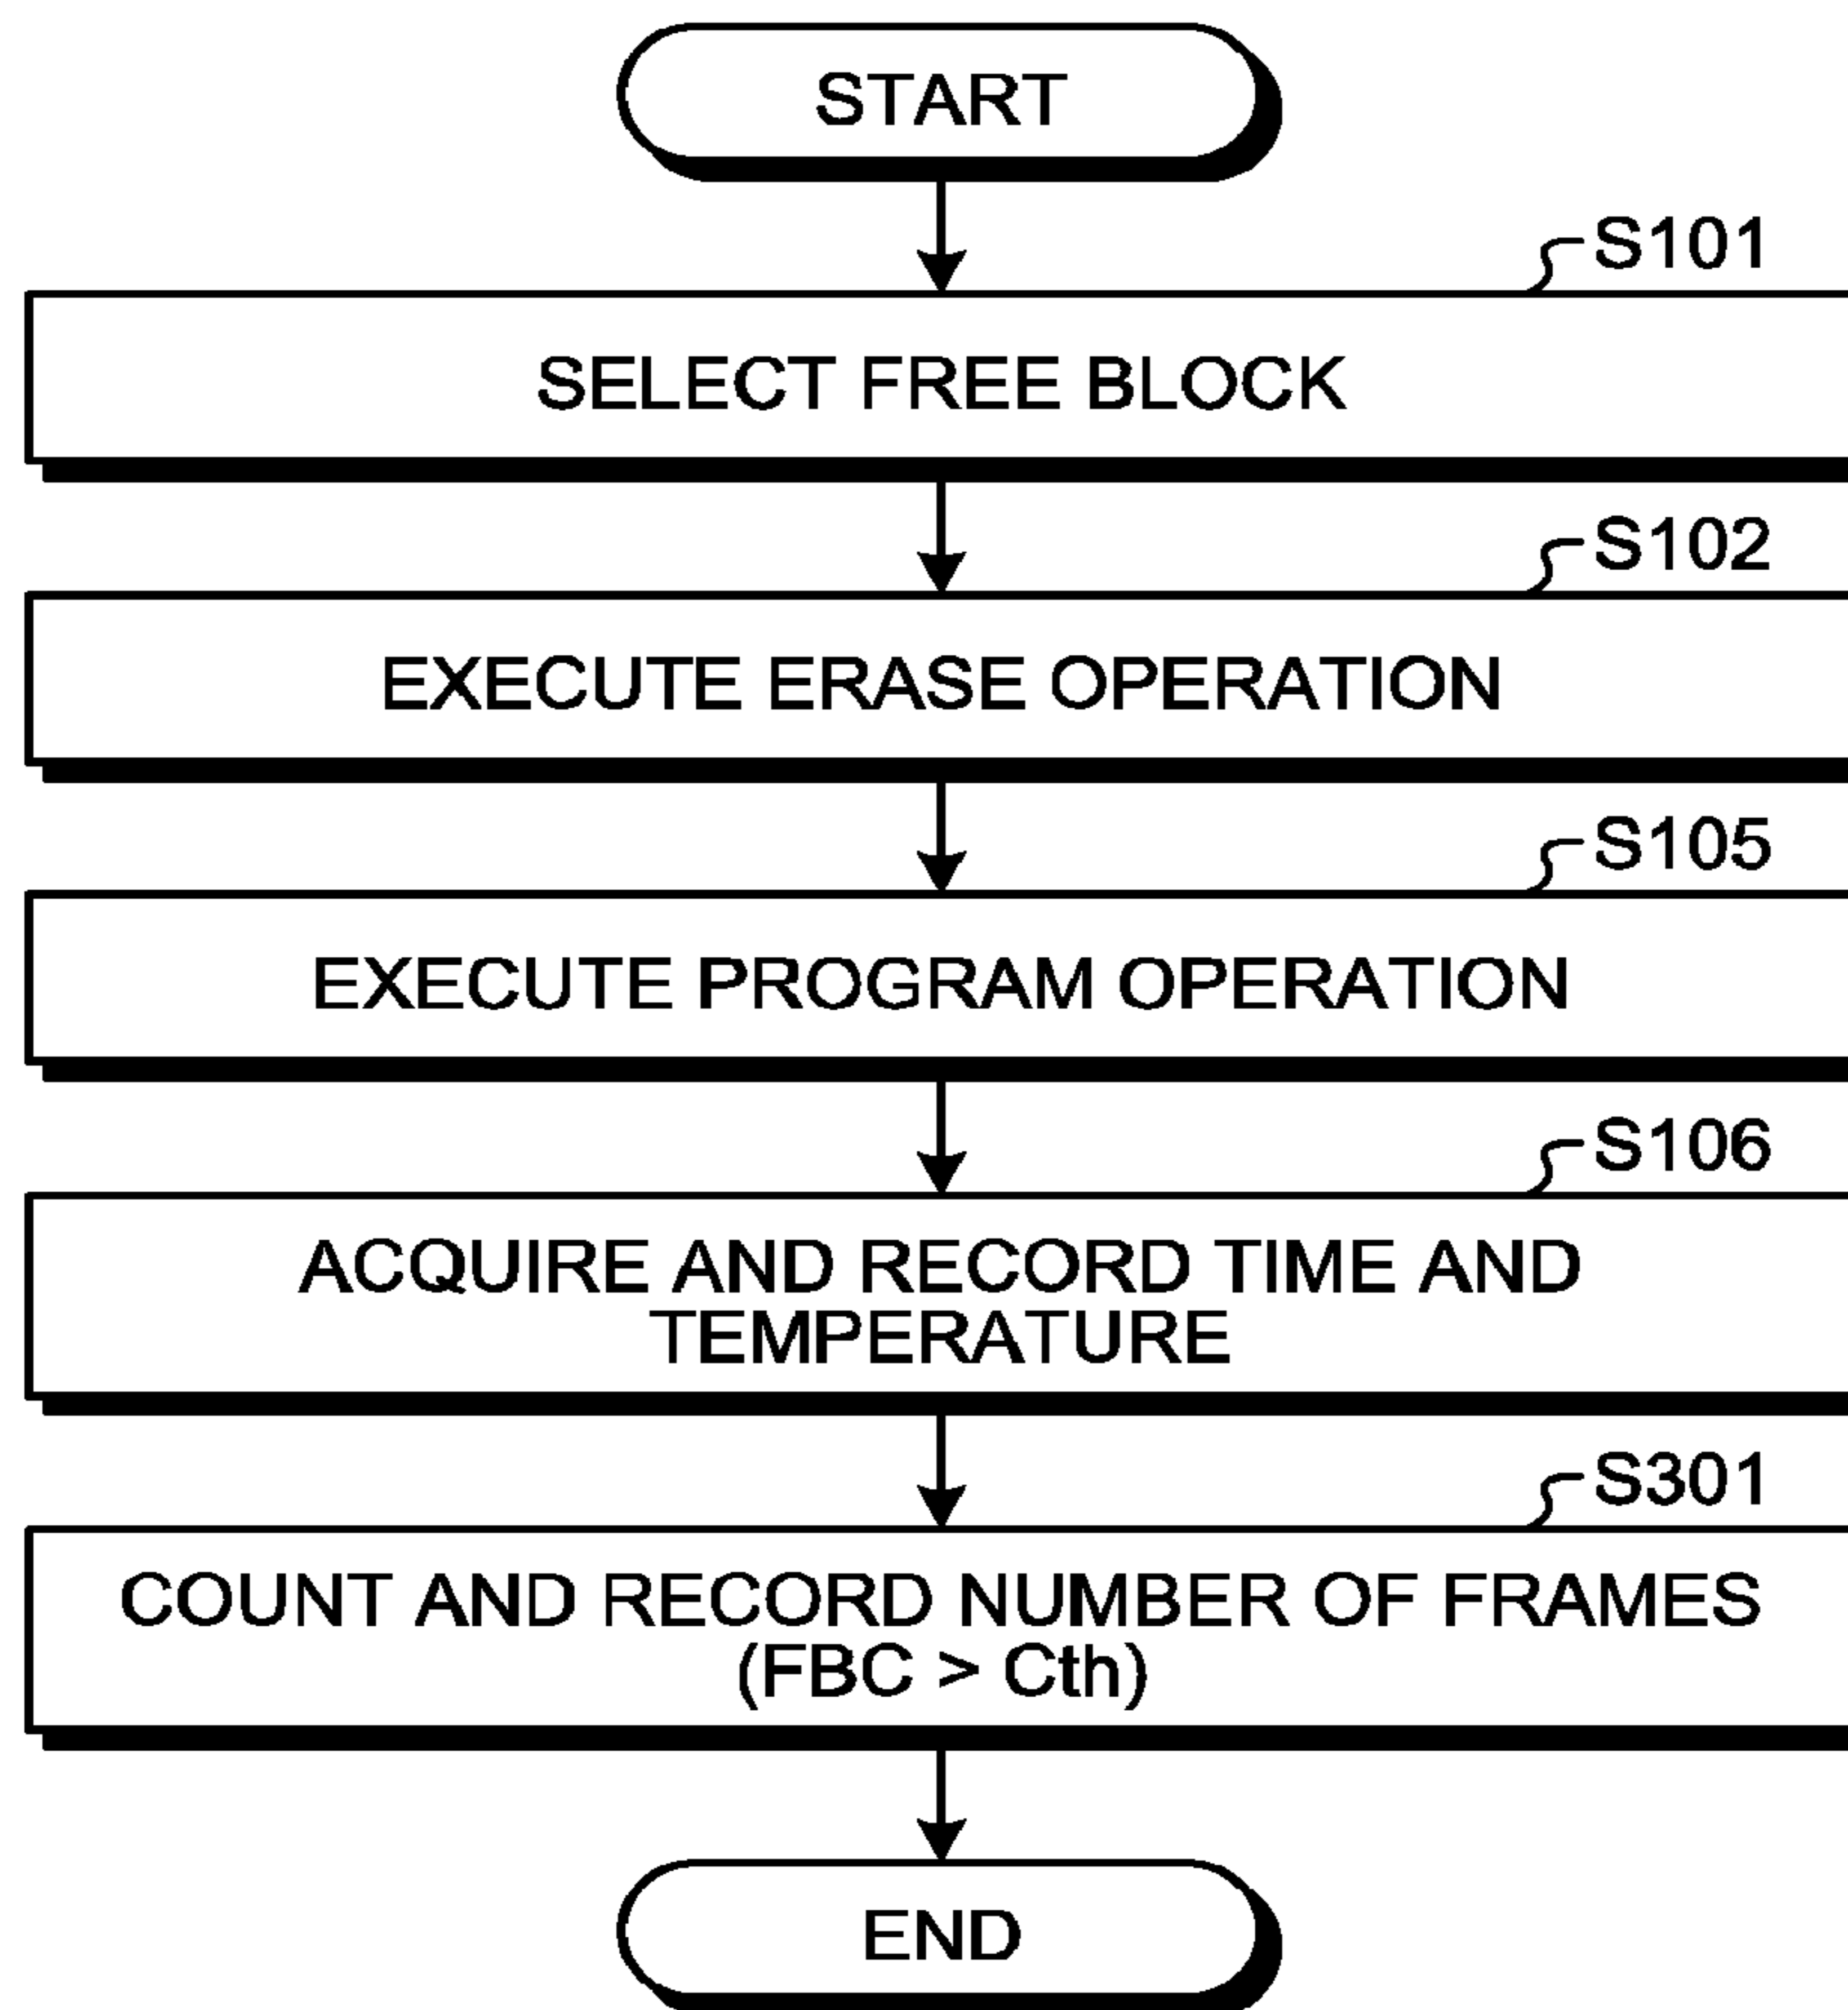 START
S101
SELECT FREE BLOCK
S102
EXECUTE ERASE OPERATION
S105
EXECUTE PROGRAM OPERATION
S106
ACQUIRE AND RECORD TIME AND
TEMPERATURE
S301
COUNT AND RECORD NUMBER OF FRAMES
(FBC > Cth)
END